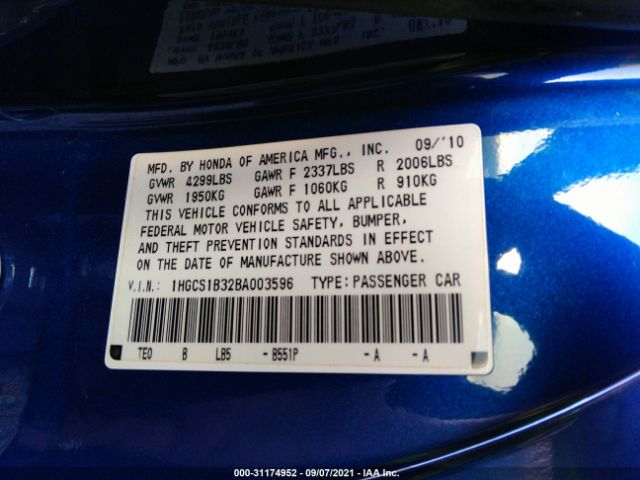 MFD. BY HONDA OF AMERICA MFG., INC. 09/'10
GVWR 4299LBS GAWR F 2337LBS R 2006LBS
GVWR 1950KG GAWR F 1060KG R 910KG
THIS VEHICLE CONFORMS TO ALL APPLICABLE
FEDERAL MOTOR VEHICLE SAFETY, BUMPER,
AND THEFT PREVENTION STANDARDS IN EFFECT
ON THE DATE OF MANUFACTURE SHOWN ABOVE.
V.I.N.: 1HGCS1B32BA003596 TYPE: PASSENGER CAR
TEO B LB5 - B551P - A - A
000-31174952 - 09/07/2021 - IAA Inc.